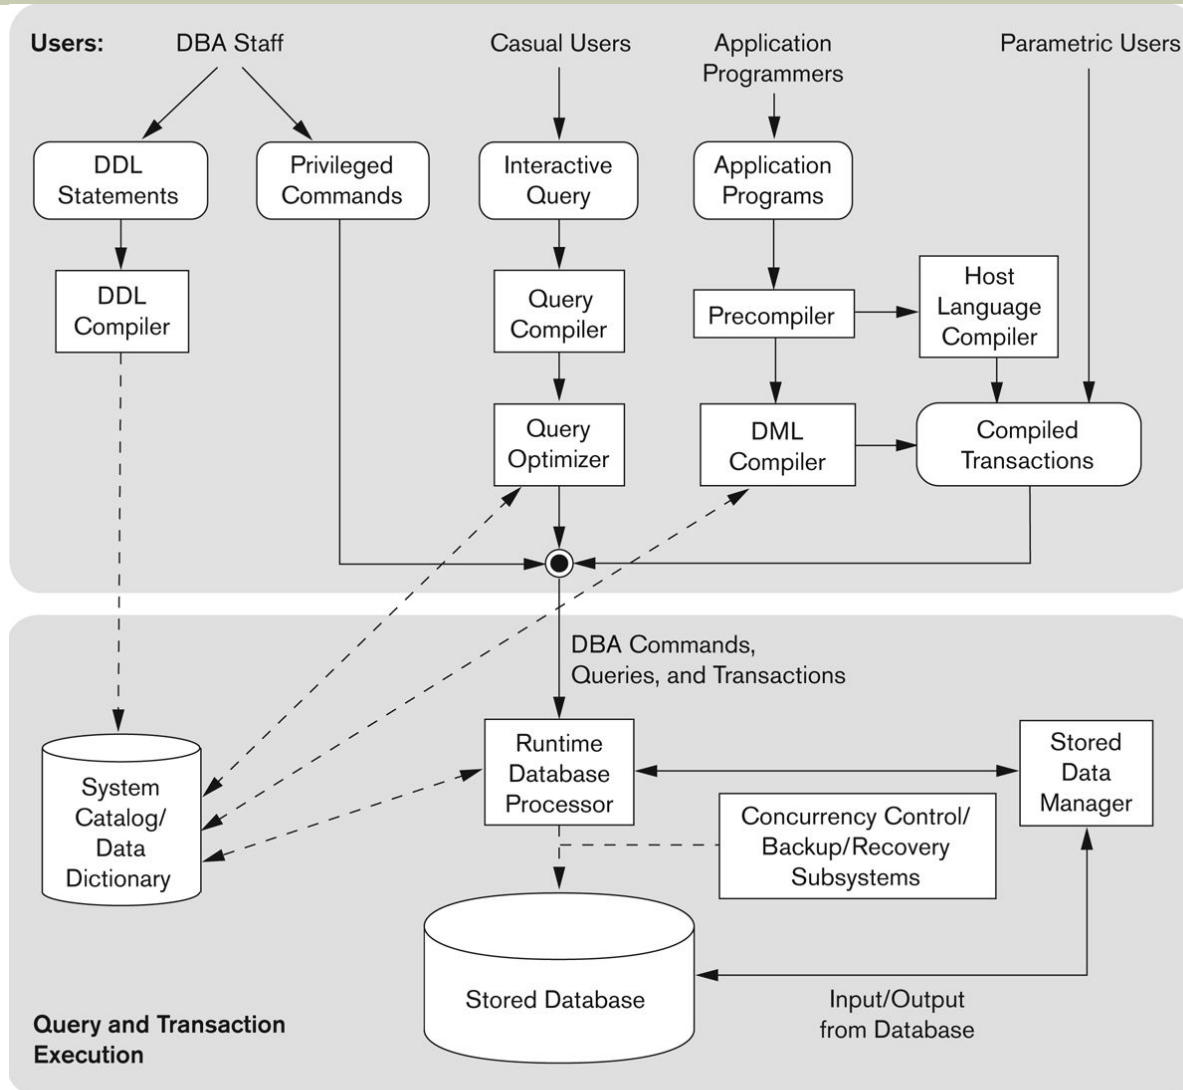 Users:
DBA Staff
Casual Users
Application
Programmers
Parametric Users
DDL
Statements
Privileged
Commands
Interactive
Query
Application
Programs
DDL
Compiler
Query
Compiler
Precompiler
Host
Language
Compiler
Query
Optimizer
DML
Compiler
Compiled
Transactions
DBA Commands,
Queries, and Transactions
System
Catalog/
Data
Dictionary
Runtime
Database
Processor
Stored
Data
Manager
Concurrency Control/
Backup/Recovery
Subsystems
Stored Database
Input/Output
from Database
Query and Transaction
Execution